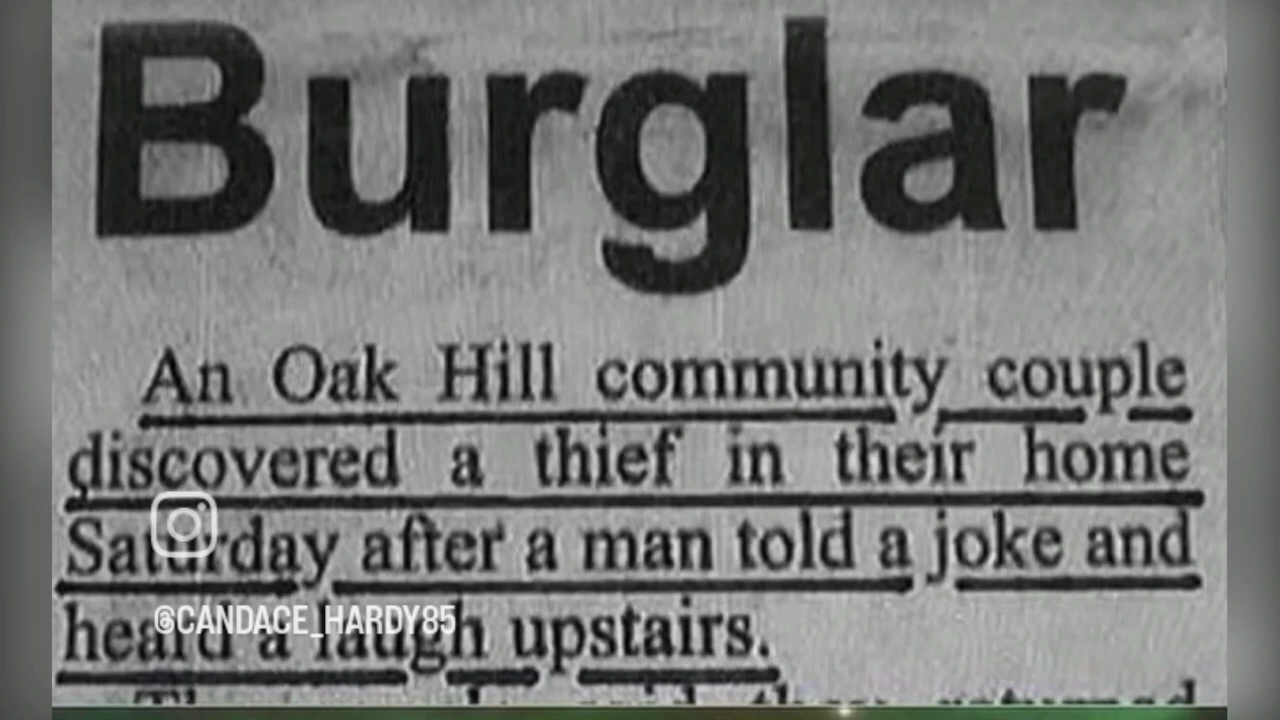 Burglar
An Oak Hill community couple
discovered a thief in their home
Saturday after a man told a joke and
heard a laugh upstairs.
@CANDACE_HARDY85